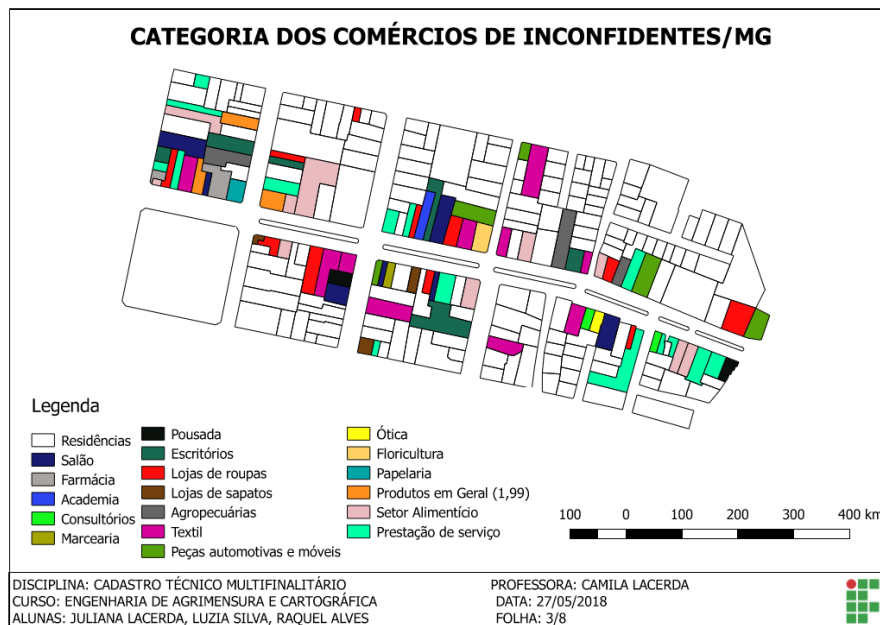 CATEGORIA DOS COMÉRCIOS DE INCONFIDENTES/MG
Legenda
Residências
Salão
Farmácia
Academia
Consultórios
Marcearia
Pousada
Escritórios
Lojas de roupas
Lojas de sapatos
Agropecuárias
Textil
Peças automotivas e móveis
Ótica
Floricultura
Papelaria
Produtos em Geral (1,99)
Setor Alimentício
Prestação de serviço
100 0 100 200 300 400 km
DISCIPLINA: CADASTRO TÉCNICO MULTIFINALITÁRIO
CURSO: ENGENHARIA DE AGRIMENSURA E CARTOGRÁFICA
ALUNAS: JULIANA LACERDA, LUZIA SILVA, RAQUEL ALVES
PROFESSORA: CAMILA LACERDA
DATA: 27/05/2018
FOLHA: 3/8